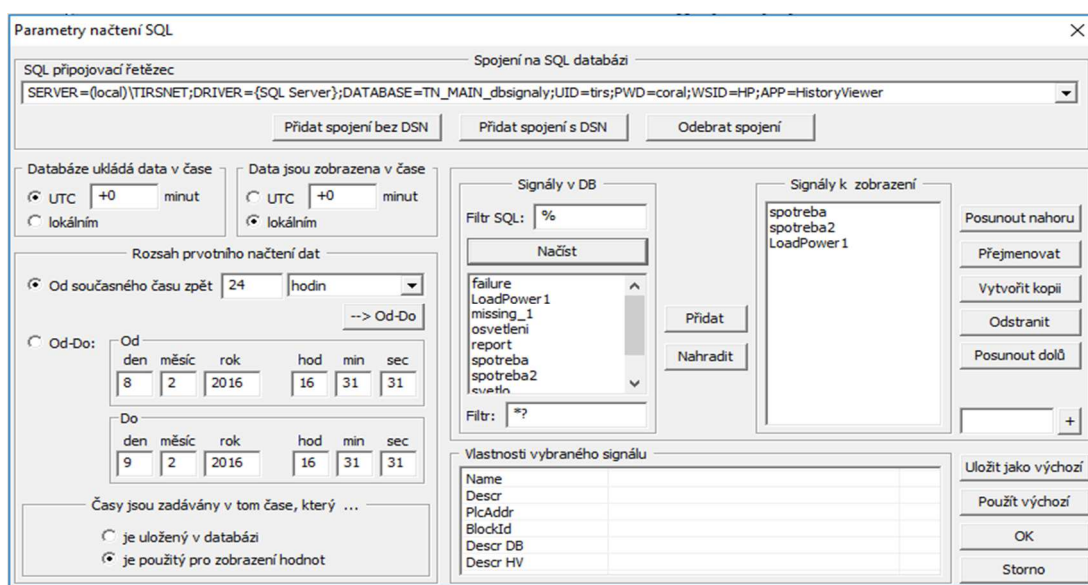 Parametry načtení SQL
Spojení na SQL databázi
SQL připojovací řetězec
SERVER=(local)\TIRSNET;DRIVER={SQL Server};DATABASE=TN_MAIN_dbsignaly;UID=tirs;PWD=coral;WSID=HP;APP=HistoryViewer
Přidat spojení bez DSN Přidat spojení s DSN Odebrat spojení
Databáze ukládá data v čase
UTC +0 minut
lokálním
Data jsou zobrazena v čase
UTC +0 minut
lokálním
Rozsah prvotního načtení dat
Od současného času zpět 24 hodin
--> Od-Do
Od-Do:
Od
den měsíc rok hod min sec
8 2 2016 16 31 31
Do
den měsíc rok hod min sec
9 2 2016 16 31 31
Časy jsou zadávány v tom čase, který ...
je uložený v databázi
je použitý pro zobrazení hodnot
Signály v DB
Filtr SQL: %
Načíst
failure
LoadPower1
missing_1
osvetleni
report
spotreba
spotreba2
svetlo
Filtr: *?
Přidat
Nahradit
Signály k zobrazení
spotreba
spotreba2
LoadPower1
Posunout nahoru
Přejmenovat
Vytvořit kopii
Odstranit
Posunout dolů
+
Vlastnosti vybraného signálu
Name
Descr
PlcAddr
BlockId
Descr DB
Descr HV
Uložit jako výchozí
Použít výchozí
OK
Storno